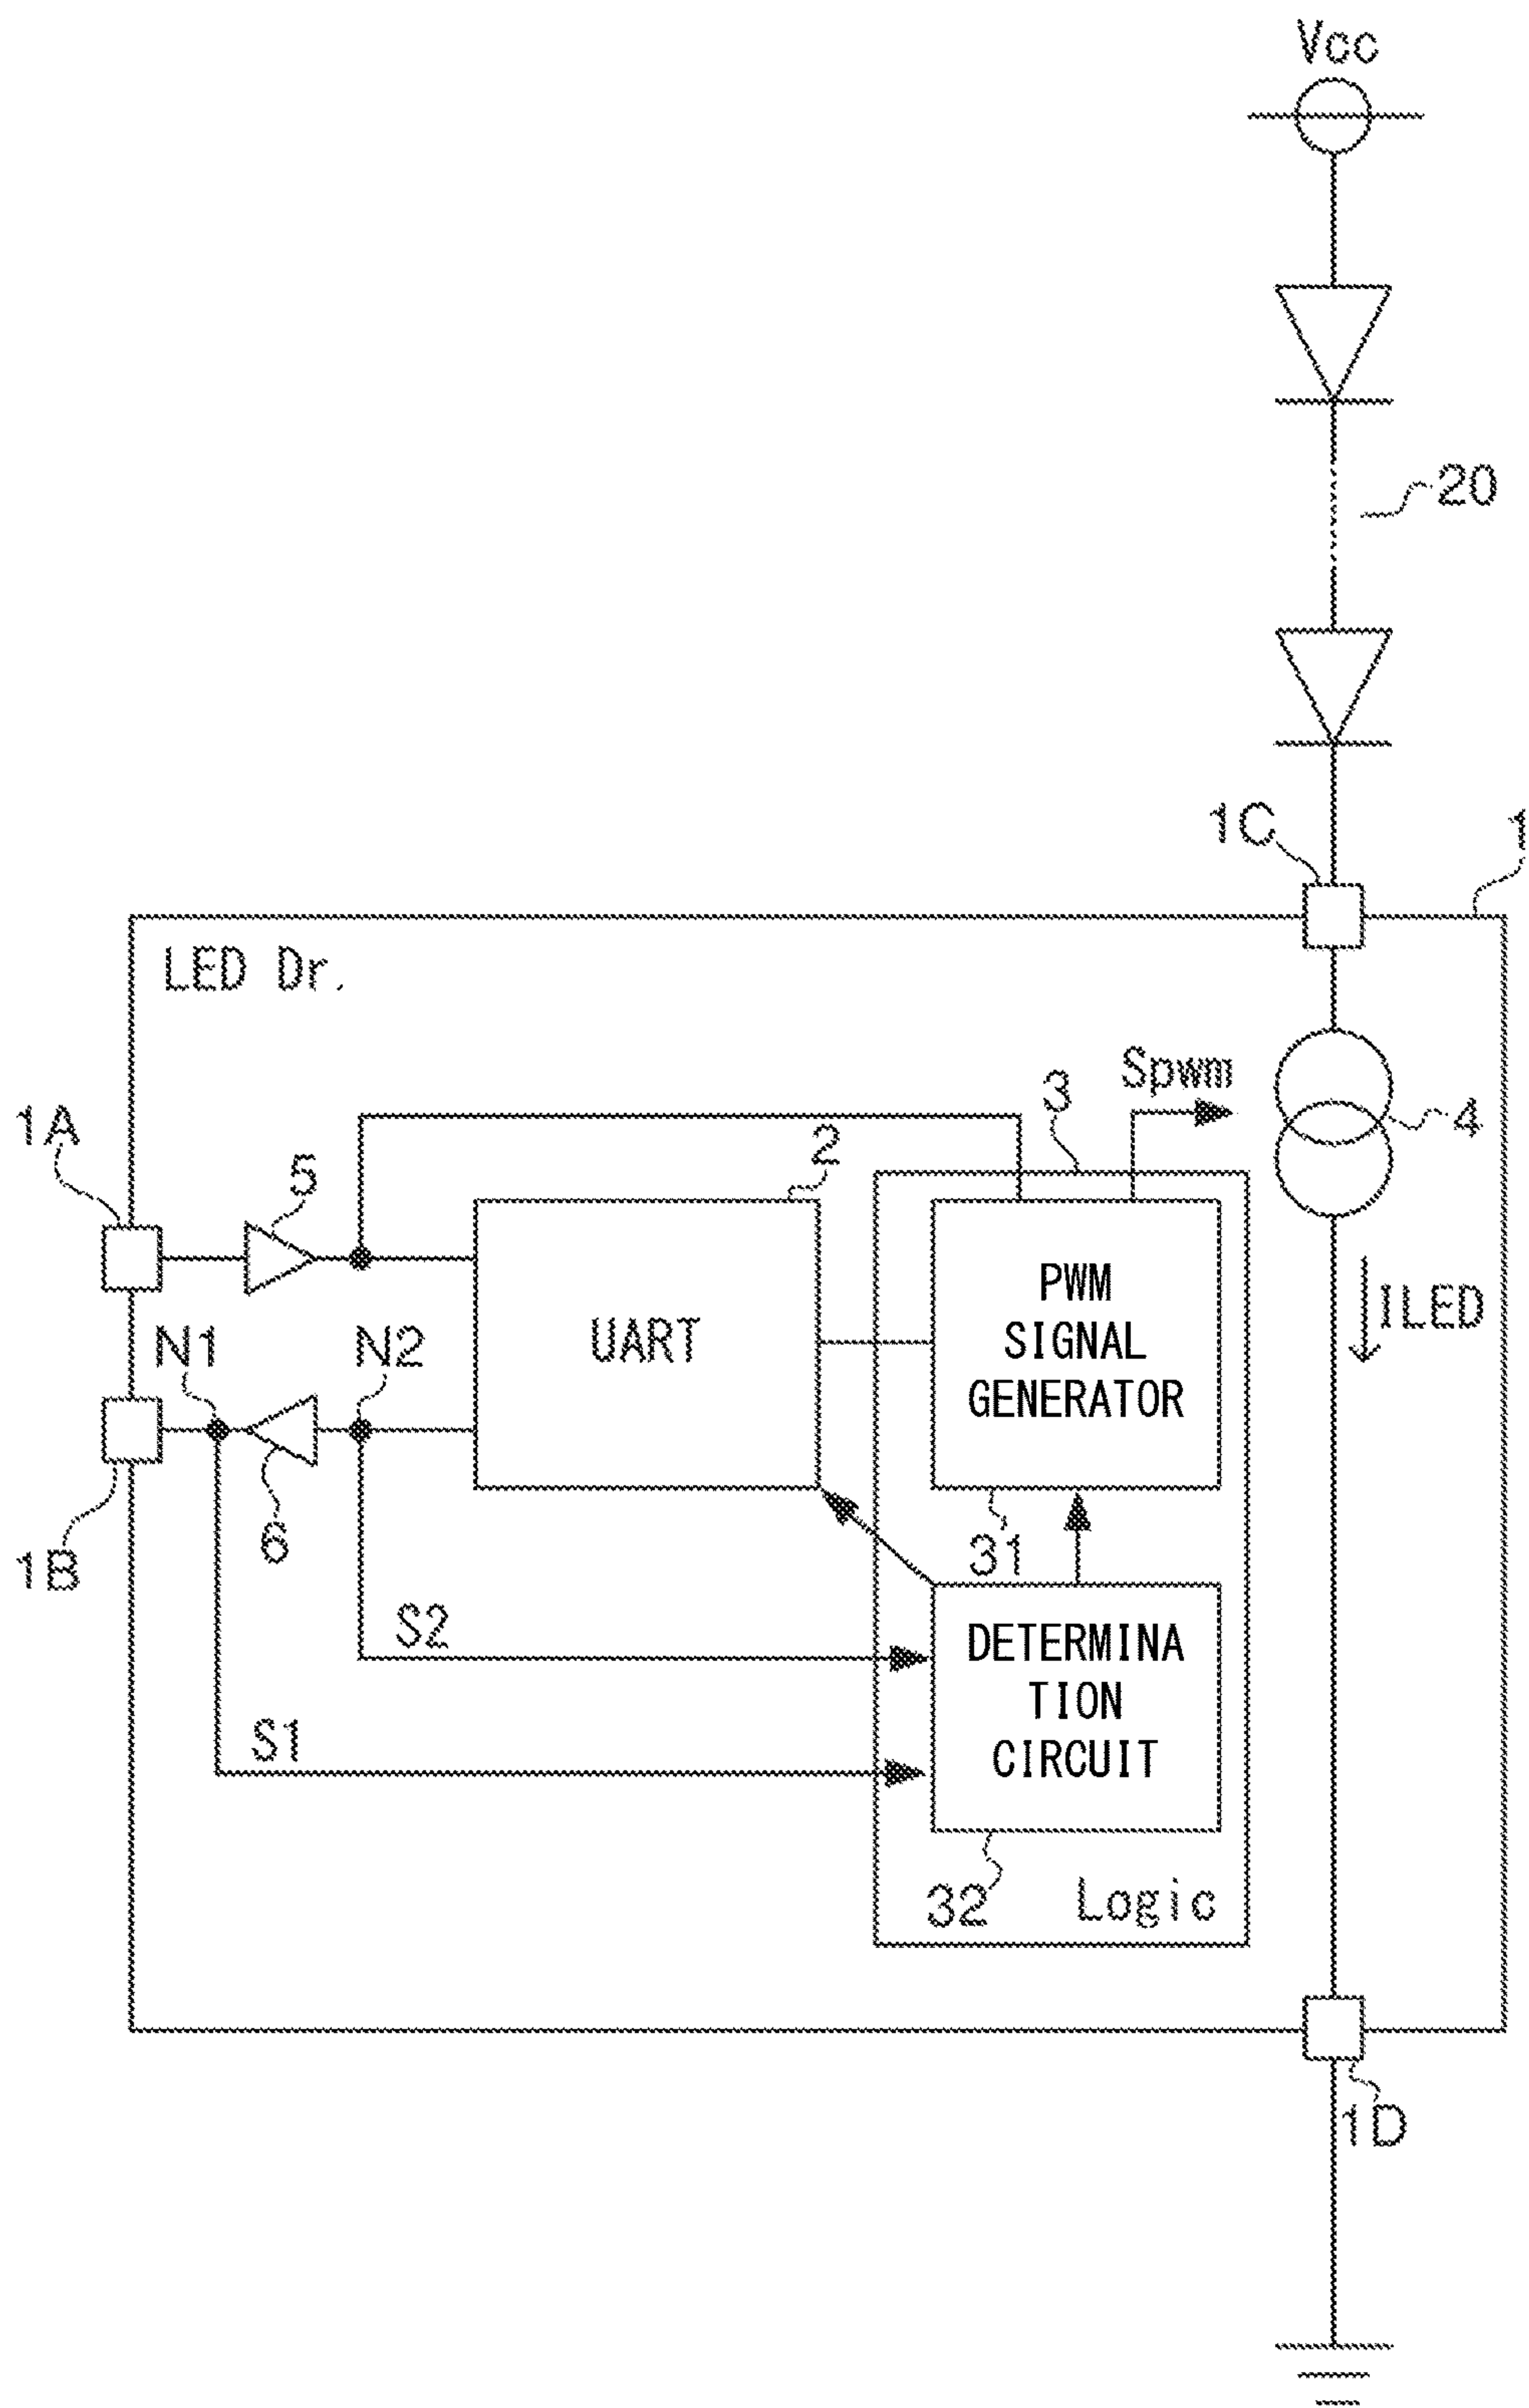 Vcc
20
1C
1
LED Dr.
Spwm
3
4
1A
5
2
PWM
SIGNAL
GENERATOR
UART
ILED
N1
N2
6
31
1B
S2
DETERMINA
TION
CIRCUIT
S1
32
Logic
1D